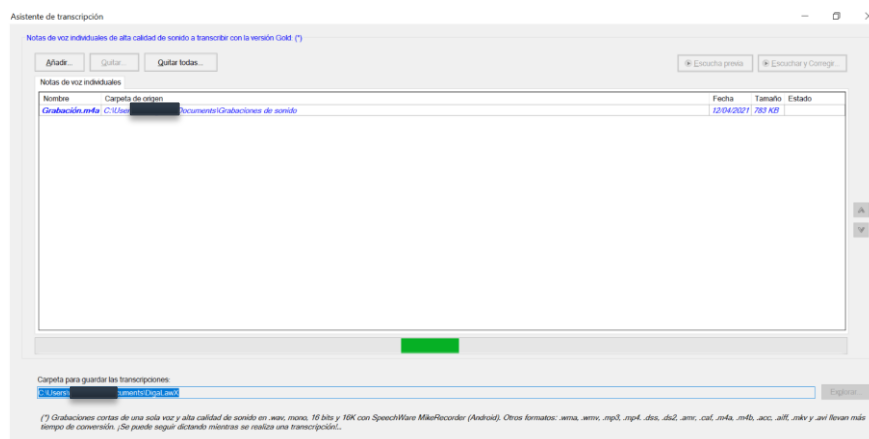 Asistente de transcripción
Notas de voz individuales de alta calidad de sonido a transcribir con la versión Gold: (*)
Añadir... Quitar... Quitar todas... Escucha previa Escuchar y Corregir...
Notas de voz individuales
Nombre Carpeta de origen Fecha Tamaño Estado
Grabación.m4a C:\User Documents\Grabaciones de sonido 12/04/2021 783 KB
Carpeta para guardar las transcripciones:
C:\Users\ cuments\DigaLawX Explorar
(*) Grabaciones cortas de una sola voz y alta calidad de sonido en .wav, mono, 16 bits y 16K con SpeechWare MikeRecorder (Android). Otros formatos: .wma, .wmv, .mp3, .mp4. .dss, .ds2, .amr, .caf, .m4a, .m4b, .acc, .aiff, .mkv y .avi llevan más
tiempo de conversión. ¡Se puede seguir dictando mientras se realiza una transcripción!..